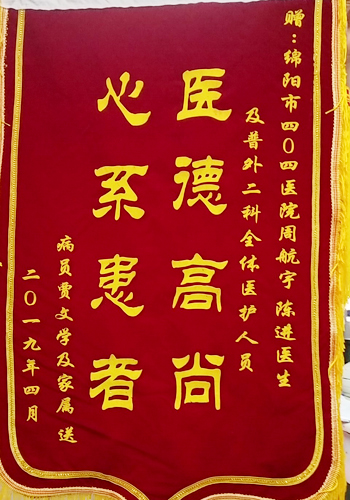 赠：绵阳市四0四医院周航宇 陈进医生
及普外二科全体医护人员
医德高尚
心系患者
病员贾文学及家属送
二0一九年四月